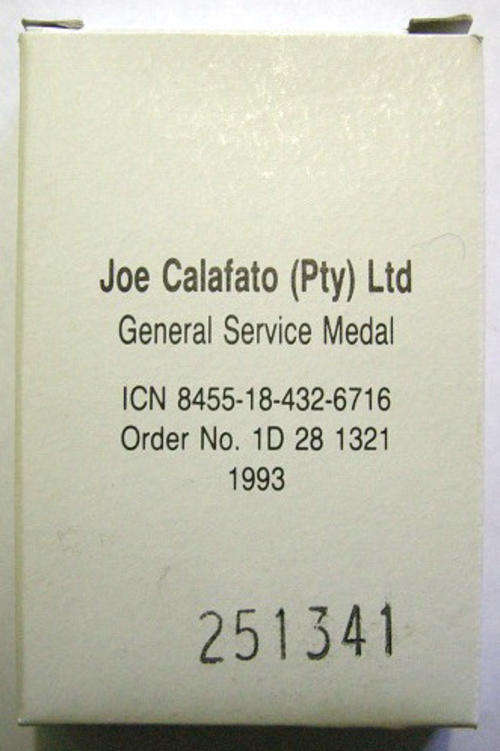 Joe Calafato (Pty) Ltd
General Service Medal
ICN 8455-18-432-6716
Order No. 1D 28 1321
1993
251341